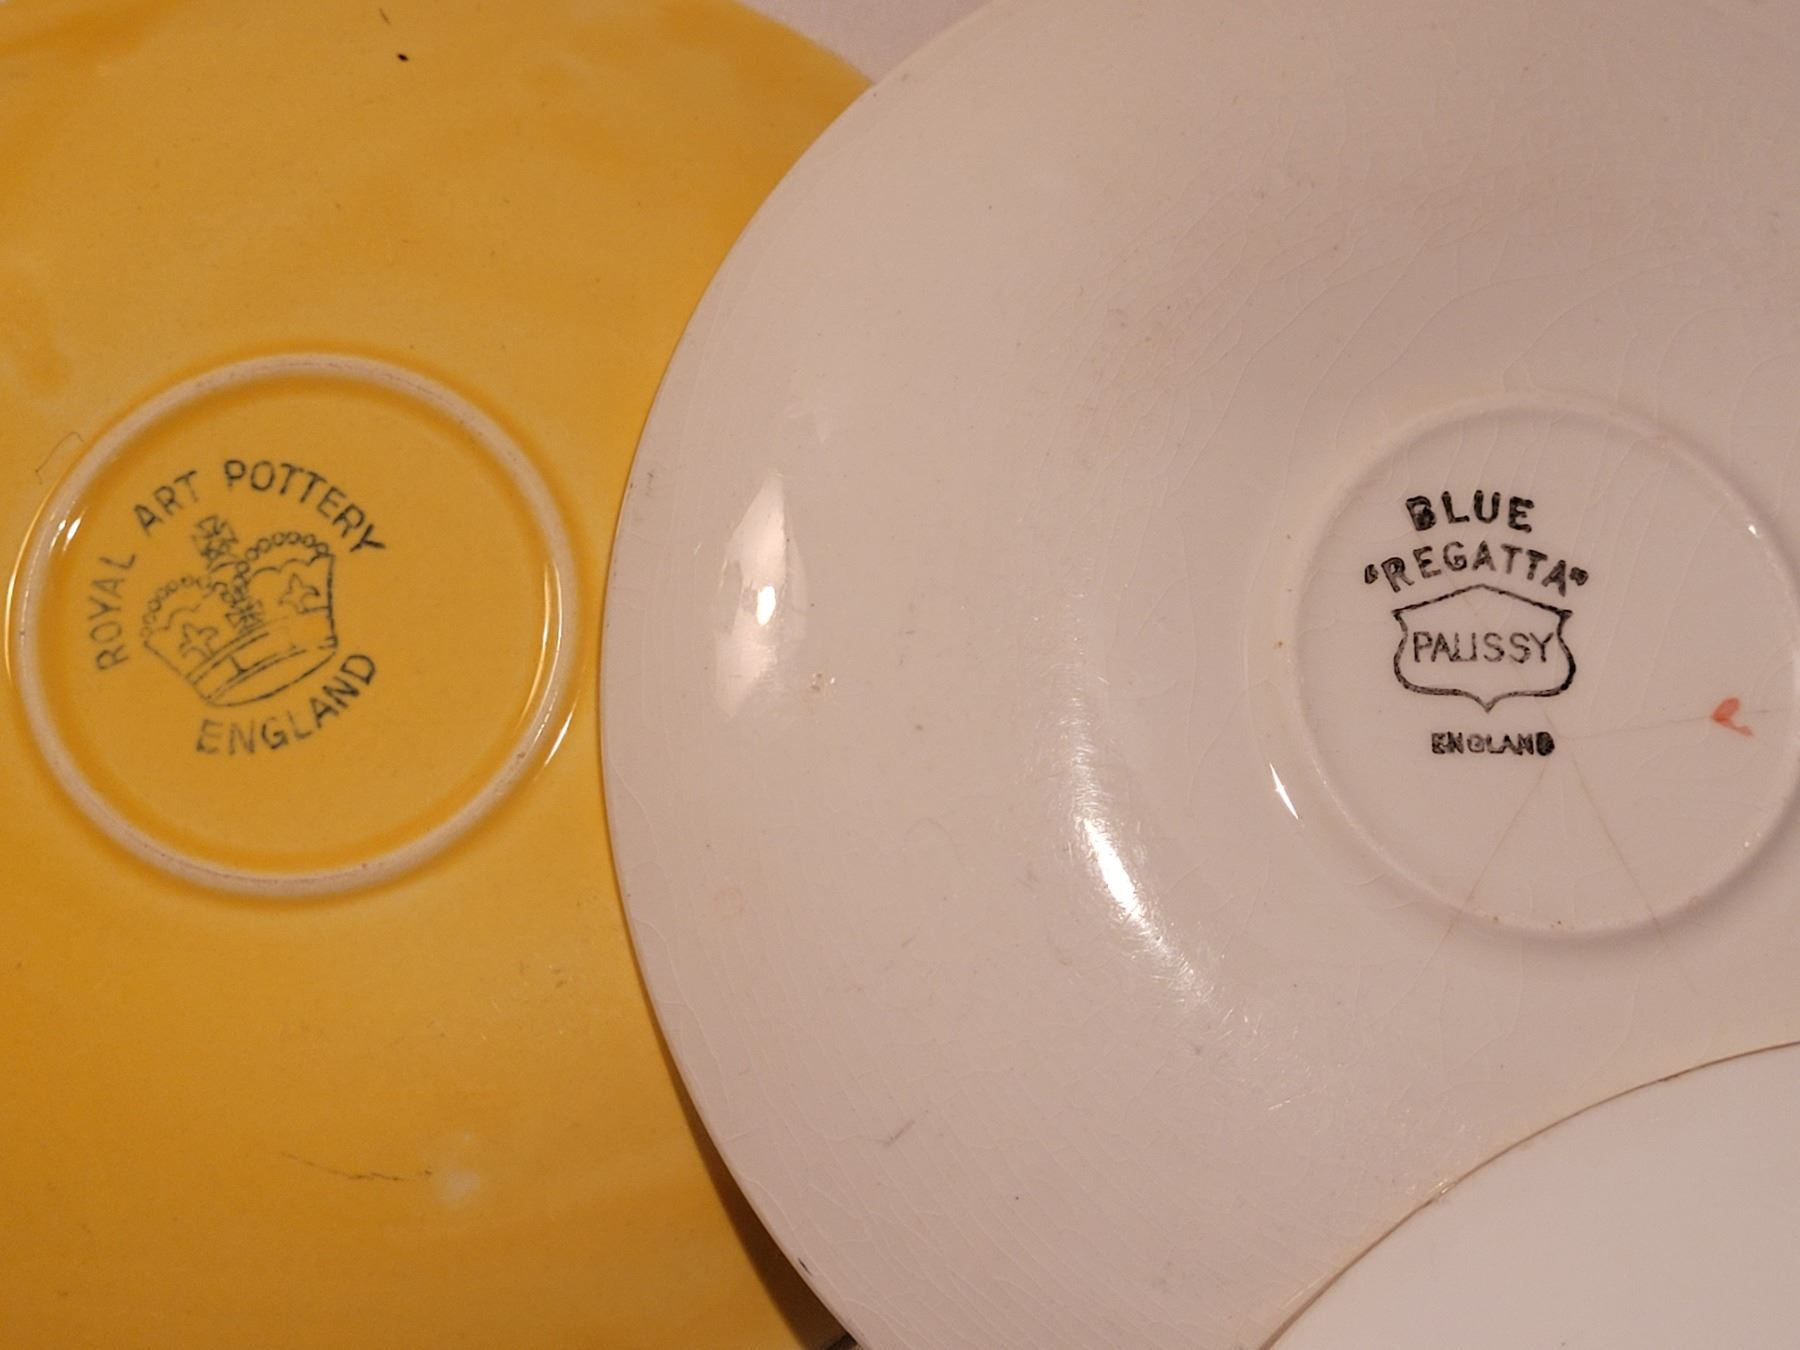 ROYAL ART POTTERY
ENGLAND
BLUE
"REGATTA"
PALISSY
ENGLAND